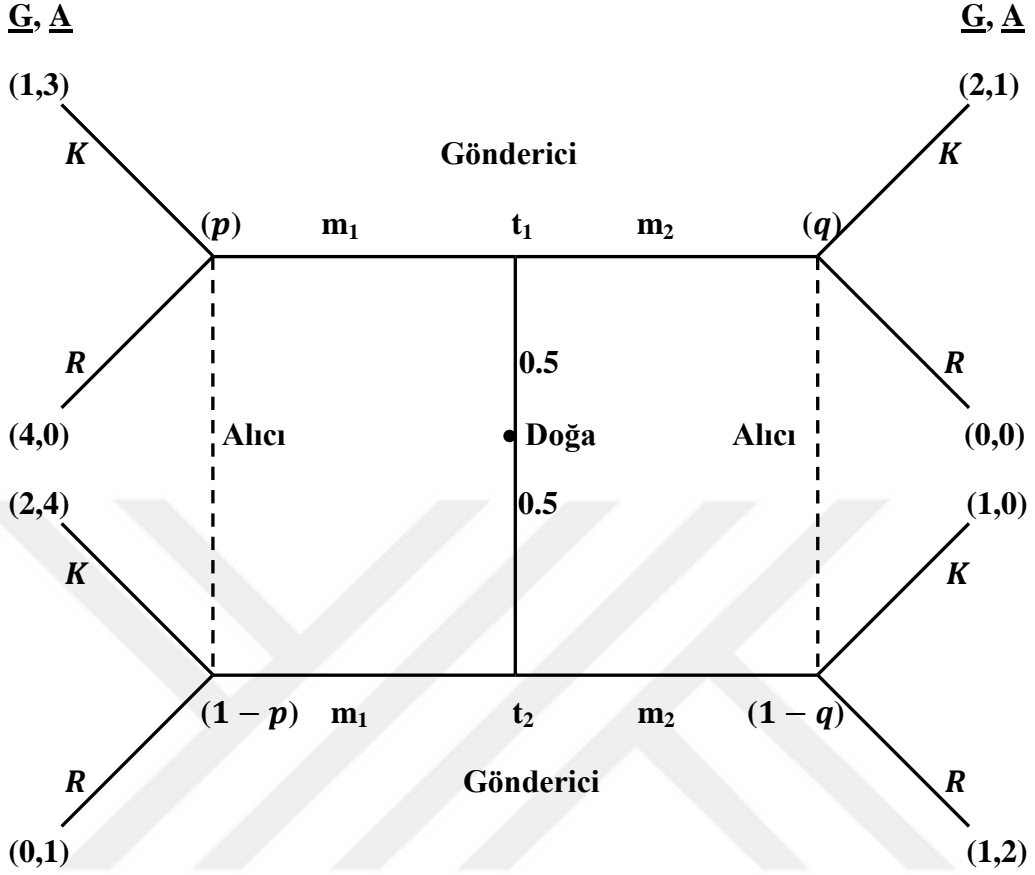 G, A G, A
(1,3) (2,1)
K Gönderici K
(p) m₁ t₁ m₂ (q)
R 0.5 R
(4,0) Alıcı Doğa Alıcı (0,0)
(2,4) 0.5 (1,0)
K K
(1 − p) m₁ t₂ m₂ (1 − q)
R Gönderici R
(0,1) (1,2)